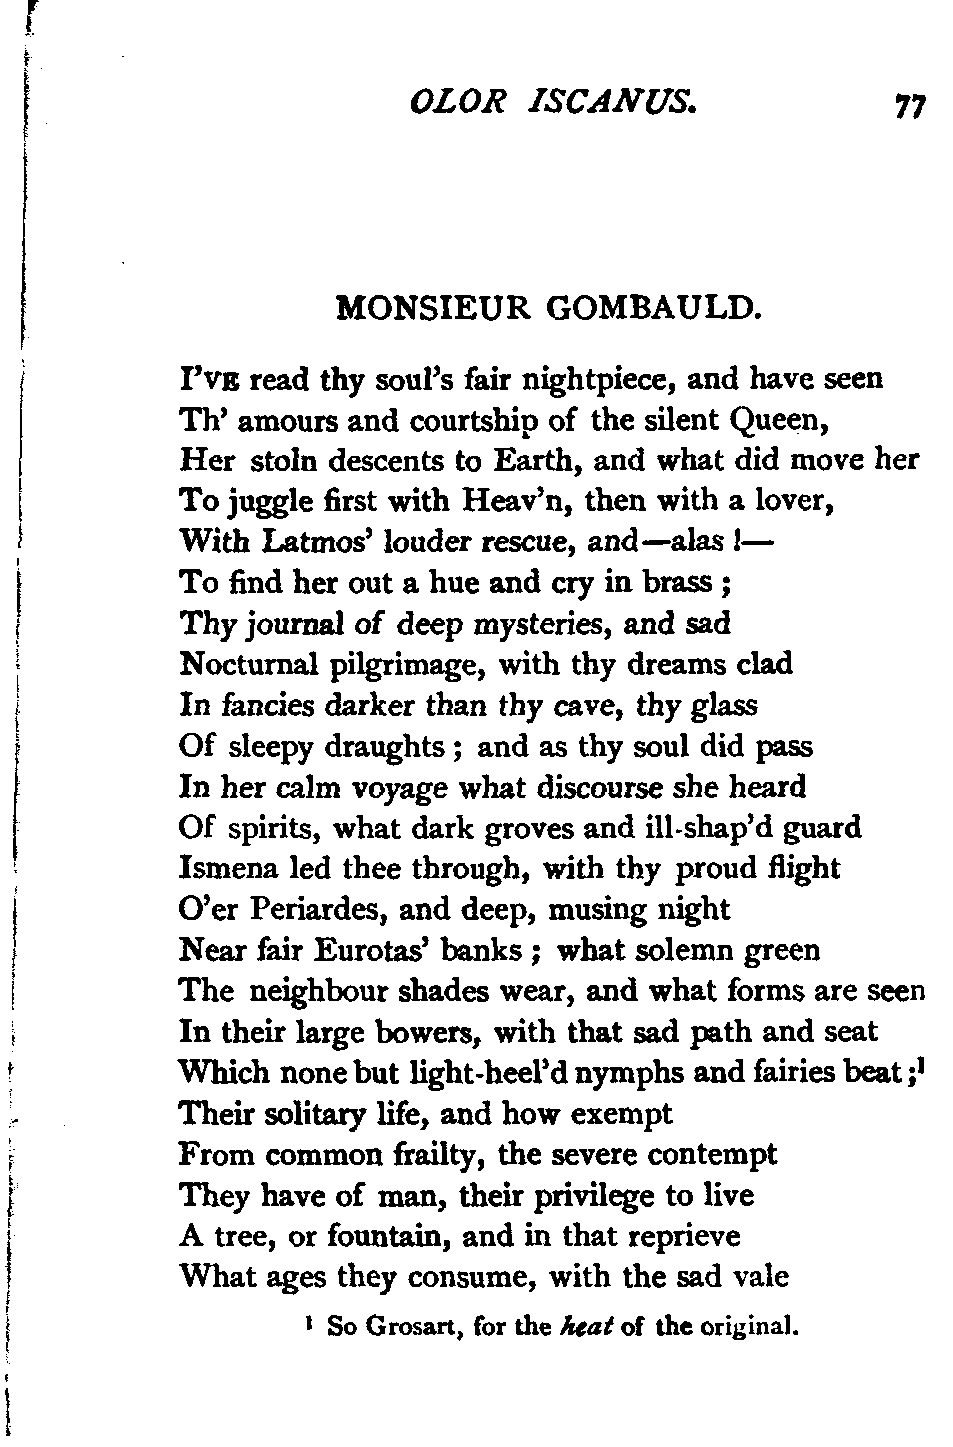 OLOR ISCANUS. 77
MONSIEUR GOMBAULD.
I'VE read thy soul's fair nightpiece, and have seen
Th' amours and courtship of the silent Queen,
Her stoln descents to Earth, and what did move her
To juggle first with Heav'n, then with a lover,
With Latmos' louder rescue, and—alas !—
To find her out a hue and cry in brass ;
Thy journal of deep mysteries, and sad
Nocturnal pilgrimage, with thy dreams clad
In fancies darker than thy cave, thy glass
Of sleepy draughts ; and as thy soul did pass
In her calm voyage what discourse she heard
Of spirits, what dark groves and ill-shap'd guard
Ismena led thee through, with thy proud flight
O'er Periardes, and deep, musing night
Near fair Eurotas' banks ; what solemn green
The neighbour shades wear, and what forms are seen
In their large bowers, with that sad path and seat
Which none but light-heel'd nymphs and fairies beat ;¹
Their solitary life, and how exempt
From common frailty, the severe contempt
They have of man, their privilege to live
A tree, or fountain, and in that reprieve
What ages they consume, with the sad vale
¹ So Grosart, for the heat of the original.